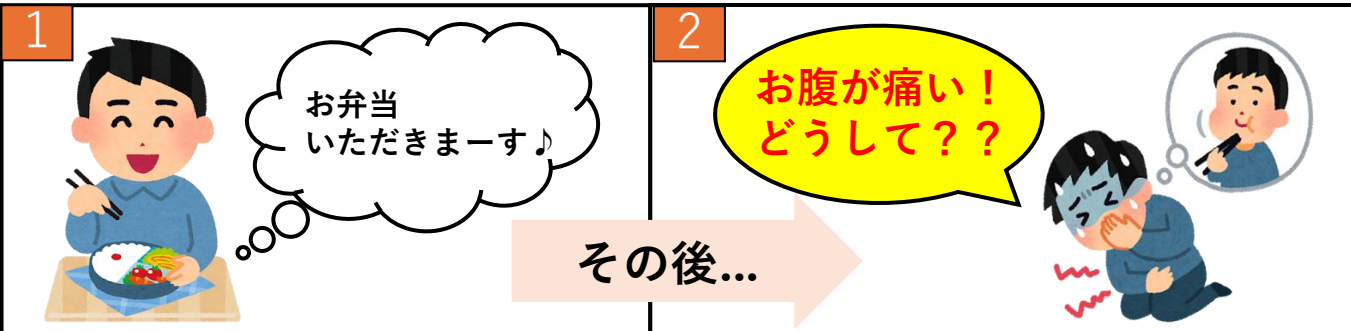 1
お弁当
いただきまーす♪
その後...
2
お腹が痛い！
どうして？？